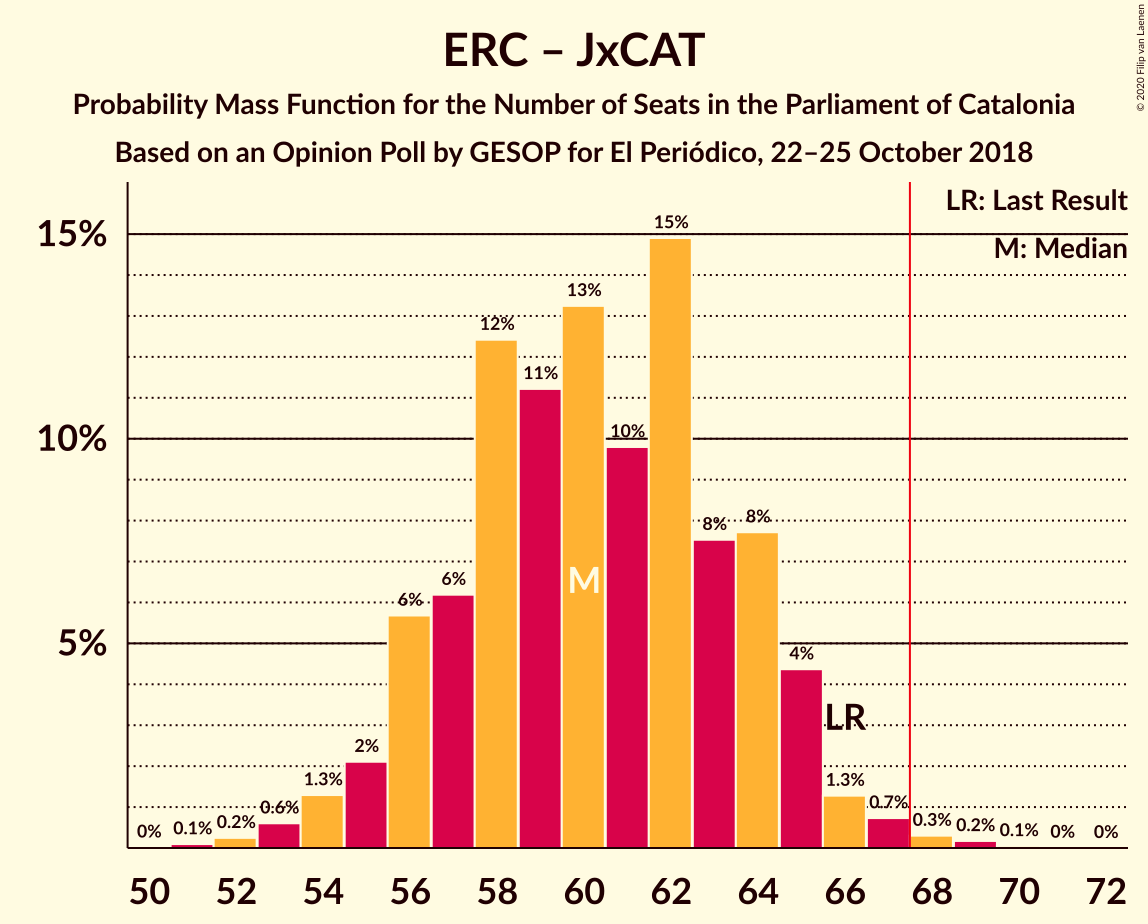 ERC – JxCAT
Probability Mass Function for the Number of Seats in the Parliament of Catalonia
Based on an Opinion Poll by GESOP for El Periódico, 22–25 October 2018
© 2020 Filip van Laenen
LR: Last Result
M: Median
15%
10%
5%
0%
0.1%
0.2%
0.6%
1.3%
2%
6%
6%
12%
11%
13%
10%
15%
8%
8%
4%
1.3%
0.7%
0.3%
0.2%
0.1%
0%
0%
M
LR
50 52 54 56 58 60 62 64 66 68 70 72